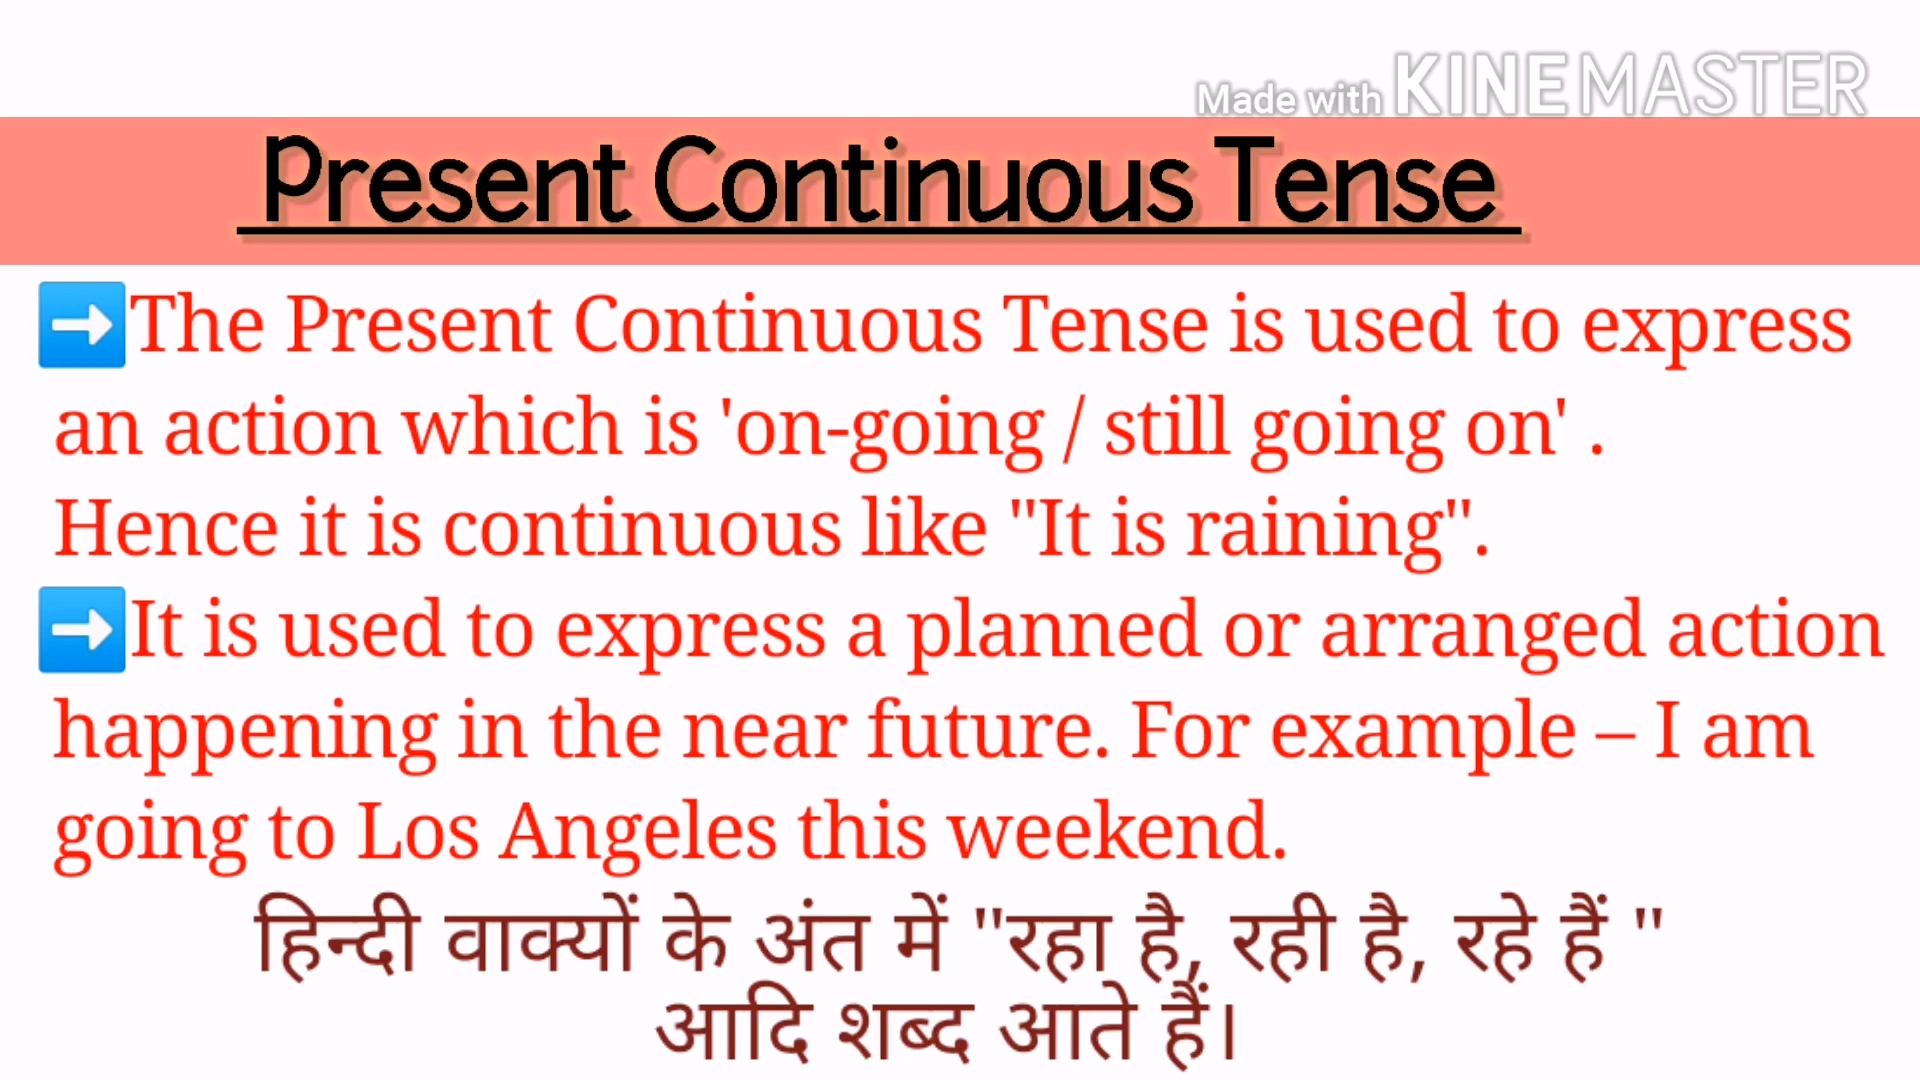 Made with KINEMASTER
Present Continuous Tense
➡The Present Continuous Tense is used to express
an action which is 'on-going / still going on' .
Hence it is continuous like "It is raining".
➡It is used to express a planned or arranged action
happening in the near future. For example – I am
going to Los Angeles this weekend.
हिन्दी वाक्यों के अंत में "रहा है, रही है, रहे हैं "
आदि शब्द आते हैं।